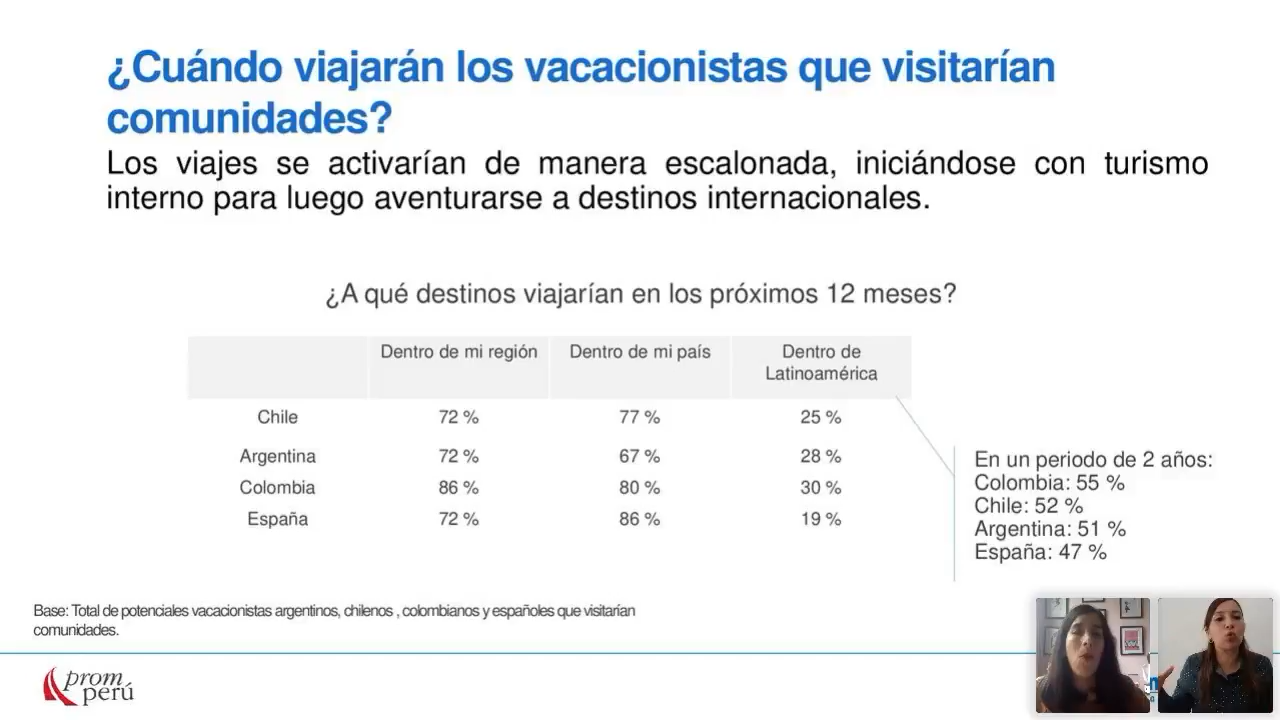 ¿Cuándo viajarán los vacacionistas que visitarían
comunidades?
Los viajes se activarían de manera escalonada, iniciándose con turismo
interno para luego aventurarse a destinos internacionales.
¿A qué destinos viajarían en los próximos 12 meses?
Dentro de mi región Dentro de mi país Dentro de
Latinoamérica
Chile 72 % 77 % 25 %
Argentina 72 % 67 % 28 %
Colombia 86 % 80 % 30 %
España 72 % 86 % 19 %
En un periodo de 2 años:
Colombia: 55 %
Chile: 52 %
Argentina: 51 %
España: 47 %
Base: Total de potenciales vacacionistas argentinos, chilenos , colombianos y españoles que visitarían
comunidades.
prom
perú